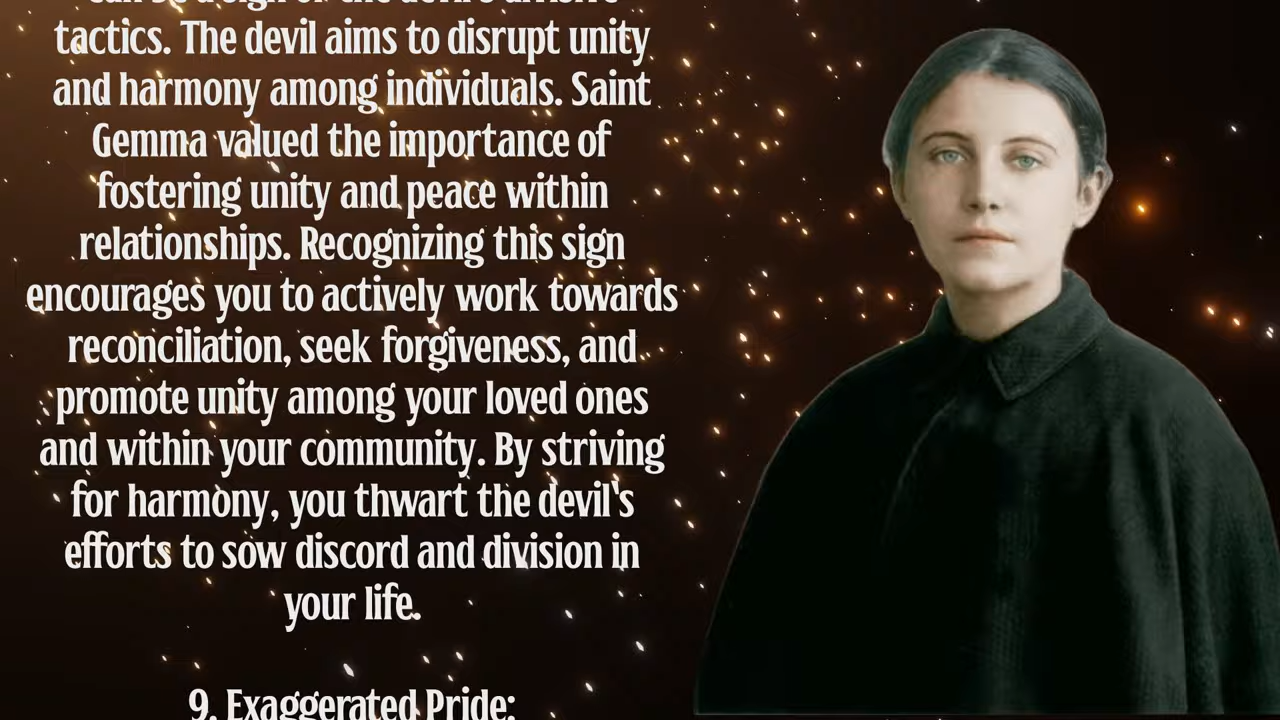 tactics. The devil aims to disrupt unity
and harmony among individuals. Saint
Gemma valued the importance of
fostering unity and peace within
relationships. Recognizing this sign
encourages you to actively work towards
reconciliation, seek forgiveness, and
promote unity among your loved ones
and within your community. By striving
for harmony, you thwart the devil's
efforts to sow discord and division in
your life.
9. Exaggerated Pride: